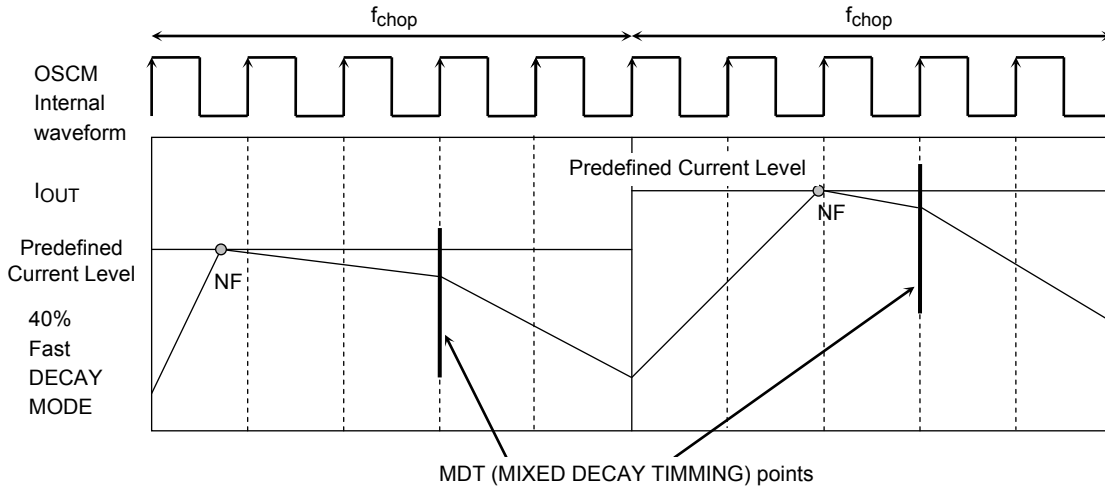 fchop
fchop
OSCM
Internal
waveform
IOUT
Predefined Current Level
NF
Predefined
Current Level
NF
40%
Fast
DECAY
MODE
MDT (MIXED DECAY TIMMING) points